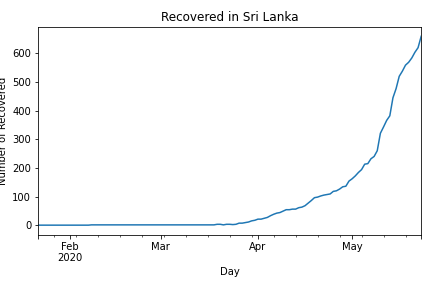 Recovered in Sri Lanka
Number of Recovered
600
500
400
300
200
100
0
Feb
2020
Mar
Apr
May
Day